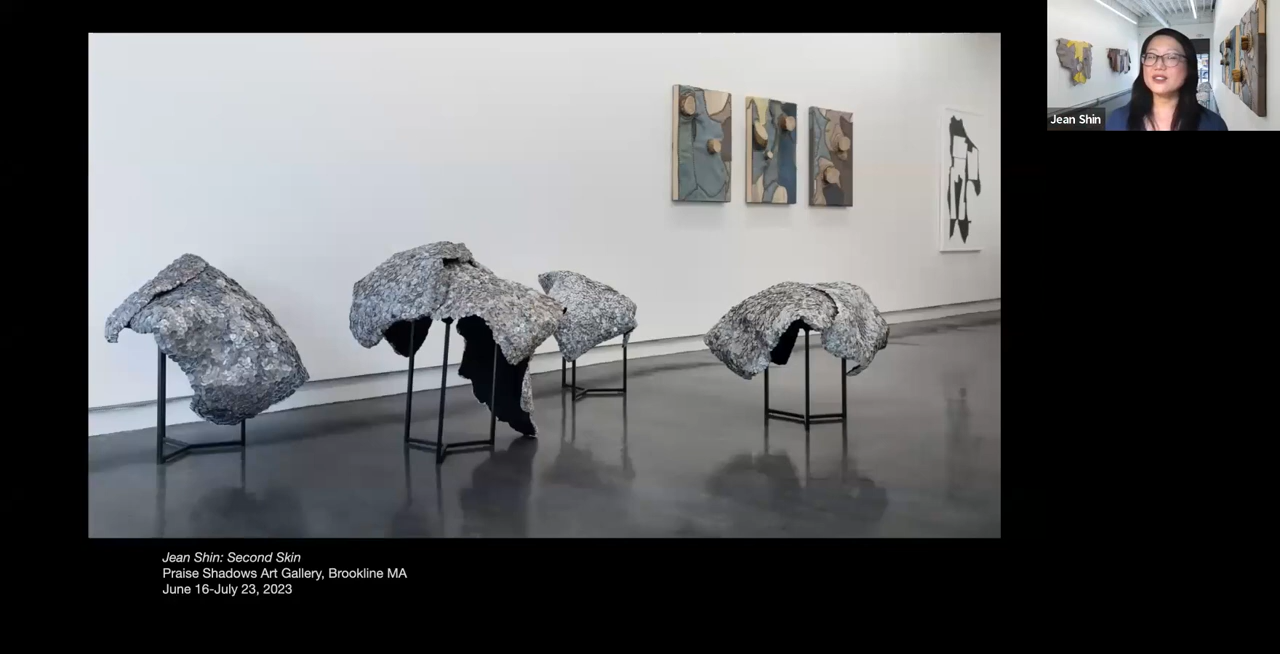 Jean Shin
Jean Shin: Second Skin
Praise Shadows Art Gallery, Brookline MA
June 16-July 23, 2023